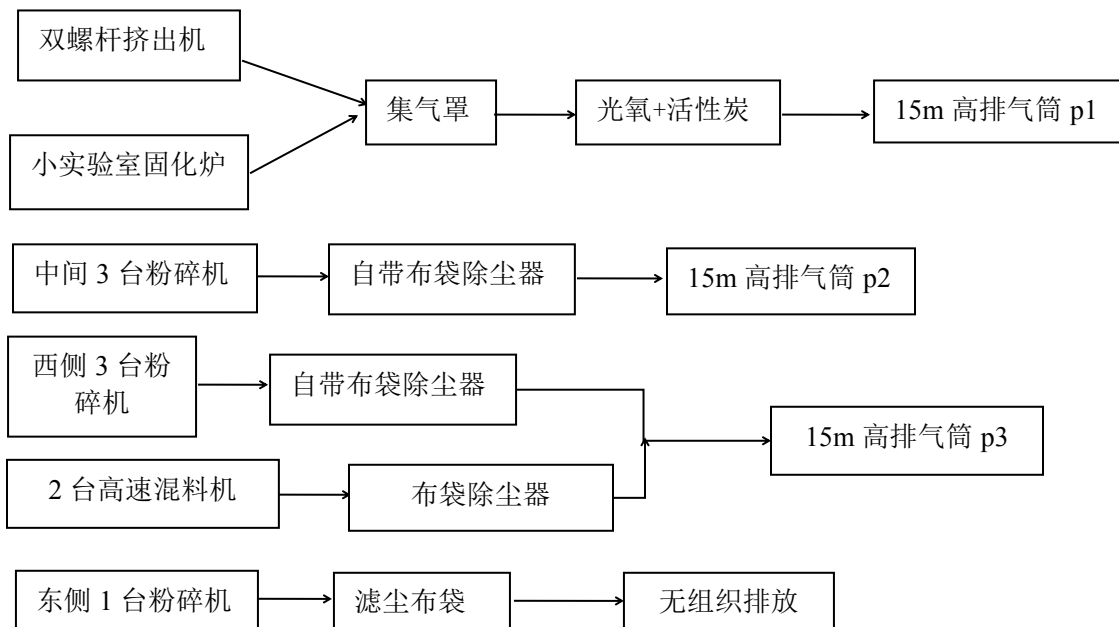 双螺杆挤出机
集气罩
光氧+活性炭
15m 高排气筒 p1
小实验室固化炉
中间 3 台粉碎机
自带布袋除尘器
15m 高排气筒 p2
西侧 3 台粉
碎机
自带布袋除尘器
15m 高排气筒 p3
2 台高速混料机
布袋除尘器
东侧 1 台粉碎机
滤尘布袋
无组织排放